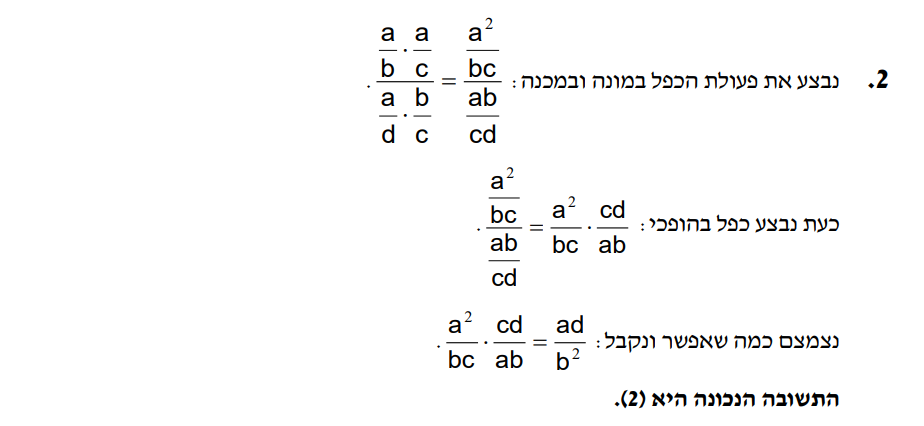 2. נבצע את פעולת הכפל במונה ובמכנה: $\frac{\frac{a}{b} \cdot \frac{a}{c}}{\frac{a}{d} \cdot \frac{b}{c}} = \frac{\frac{a^2}{bc}}{\frac{ab}{cd}}$.
כעת נבצע כפל בהופכי: $\frac{\frac{a^2}{bc}}{\frac{ab}{cd}} = \frac{a^2}{bc} \cdot \frac{cd}{ab}$.
נצמצם כמה שאפשר ונקבל: $\frac{a^2}{bc} \cdot \frac{cd}{ab} = \frac{ad}{b^2}$.
התשובה הנכונה היא (2).